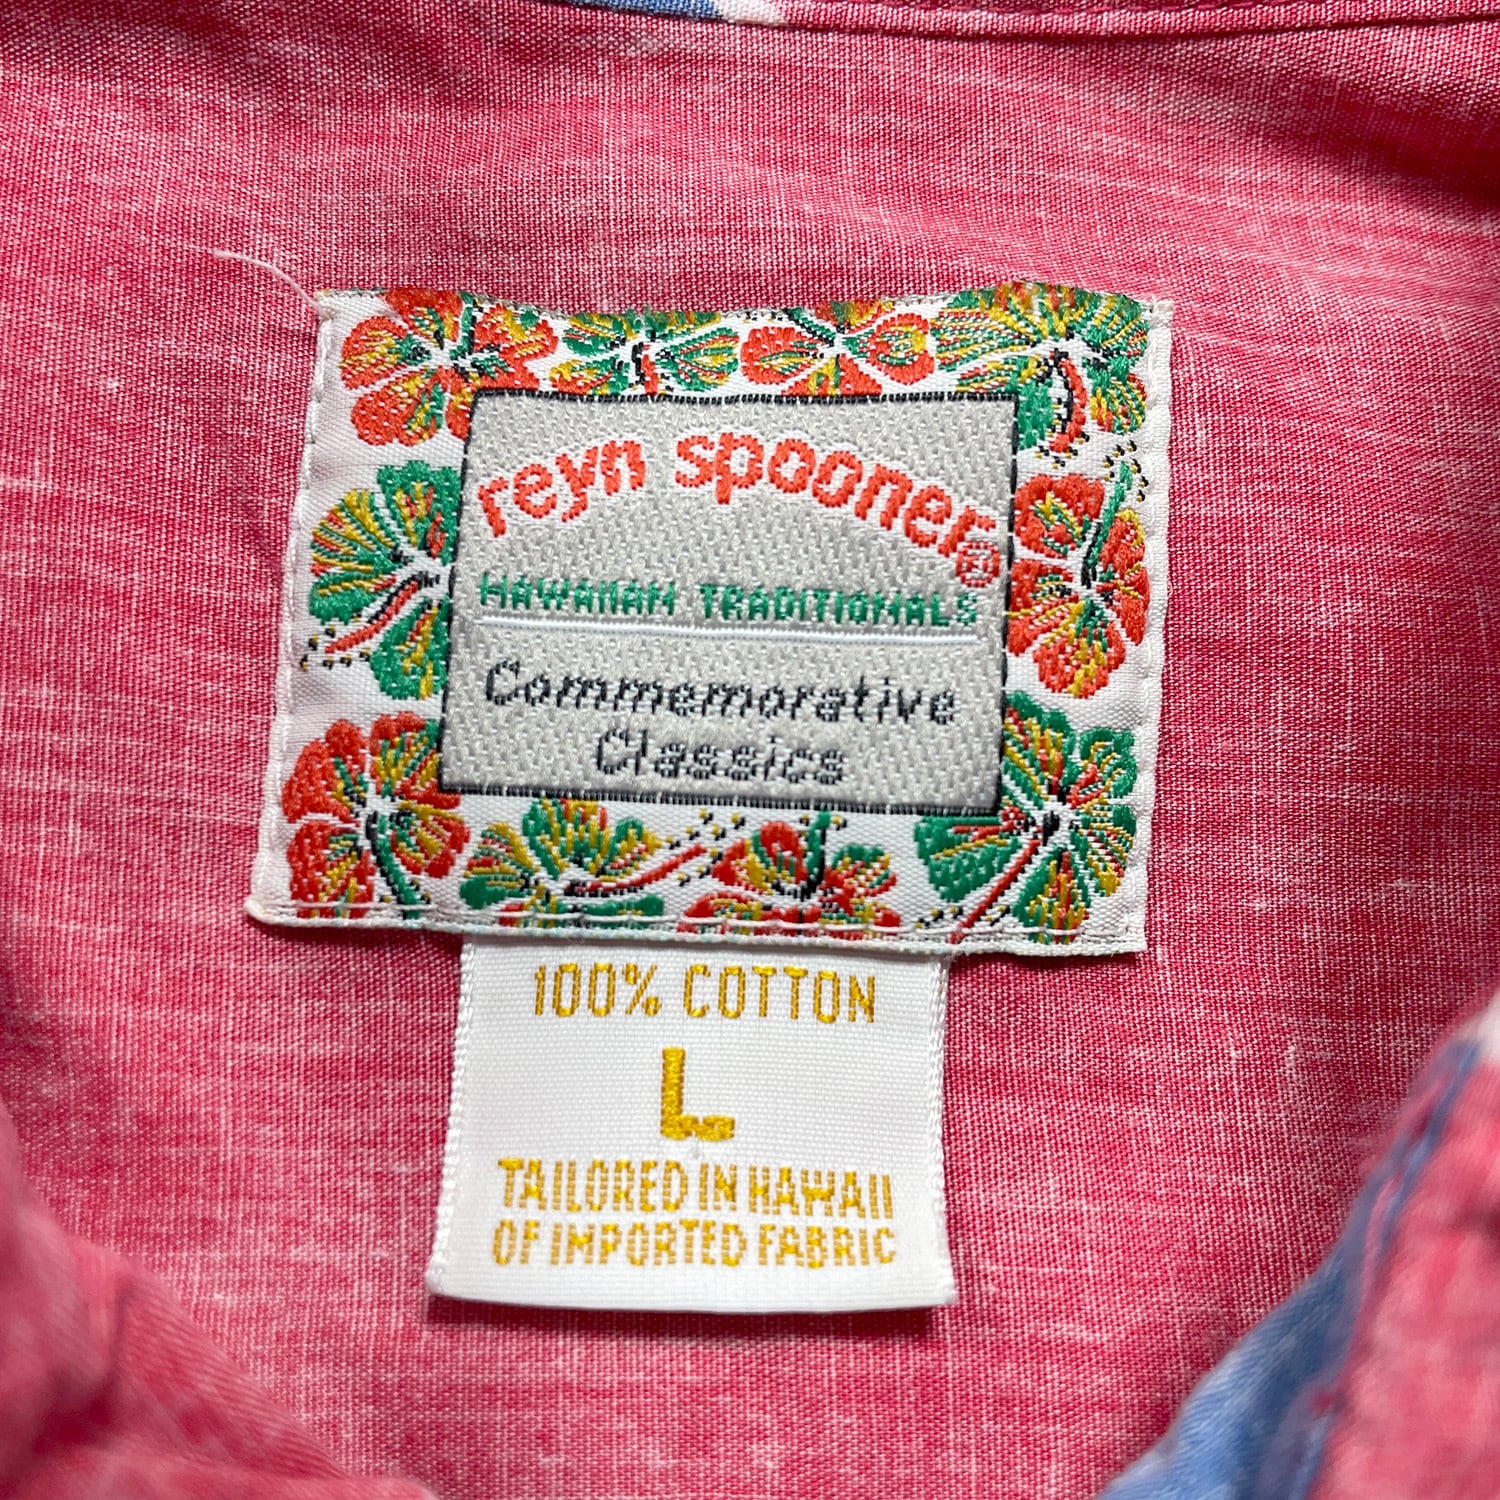 reyn spooner®
HAWAIIAN TRADITIONALS
Commemorative
Classics
100% COTTON
L
TAILORED IN HAWAII
OF IMPORTED FABRIC